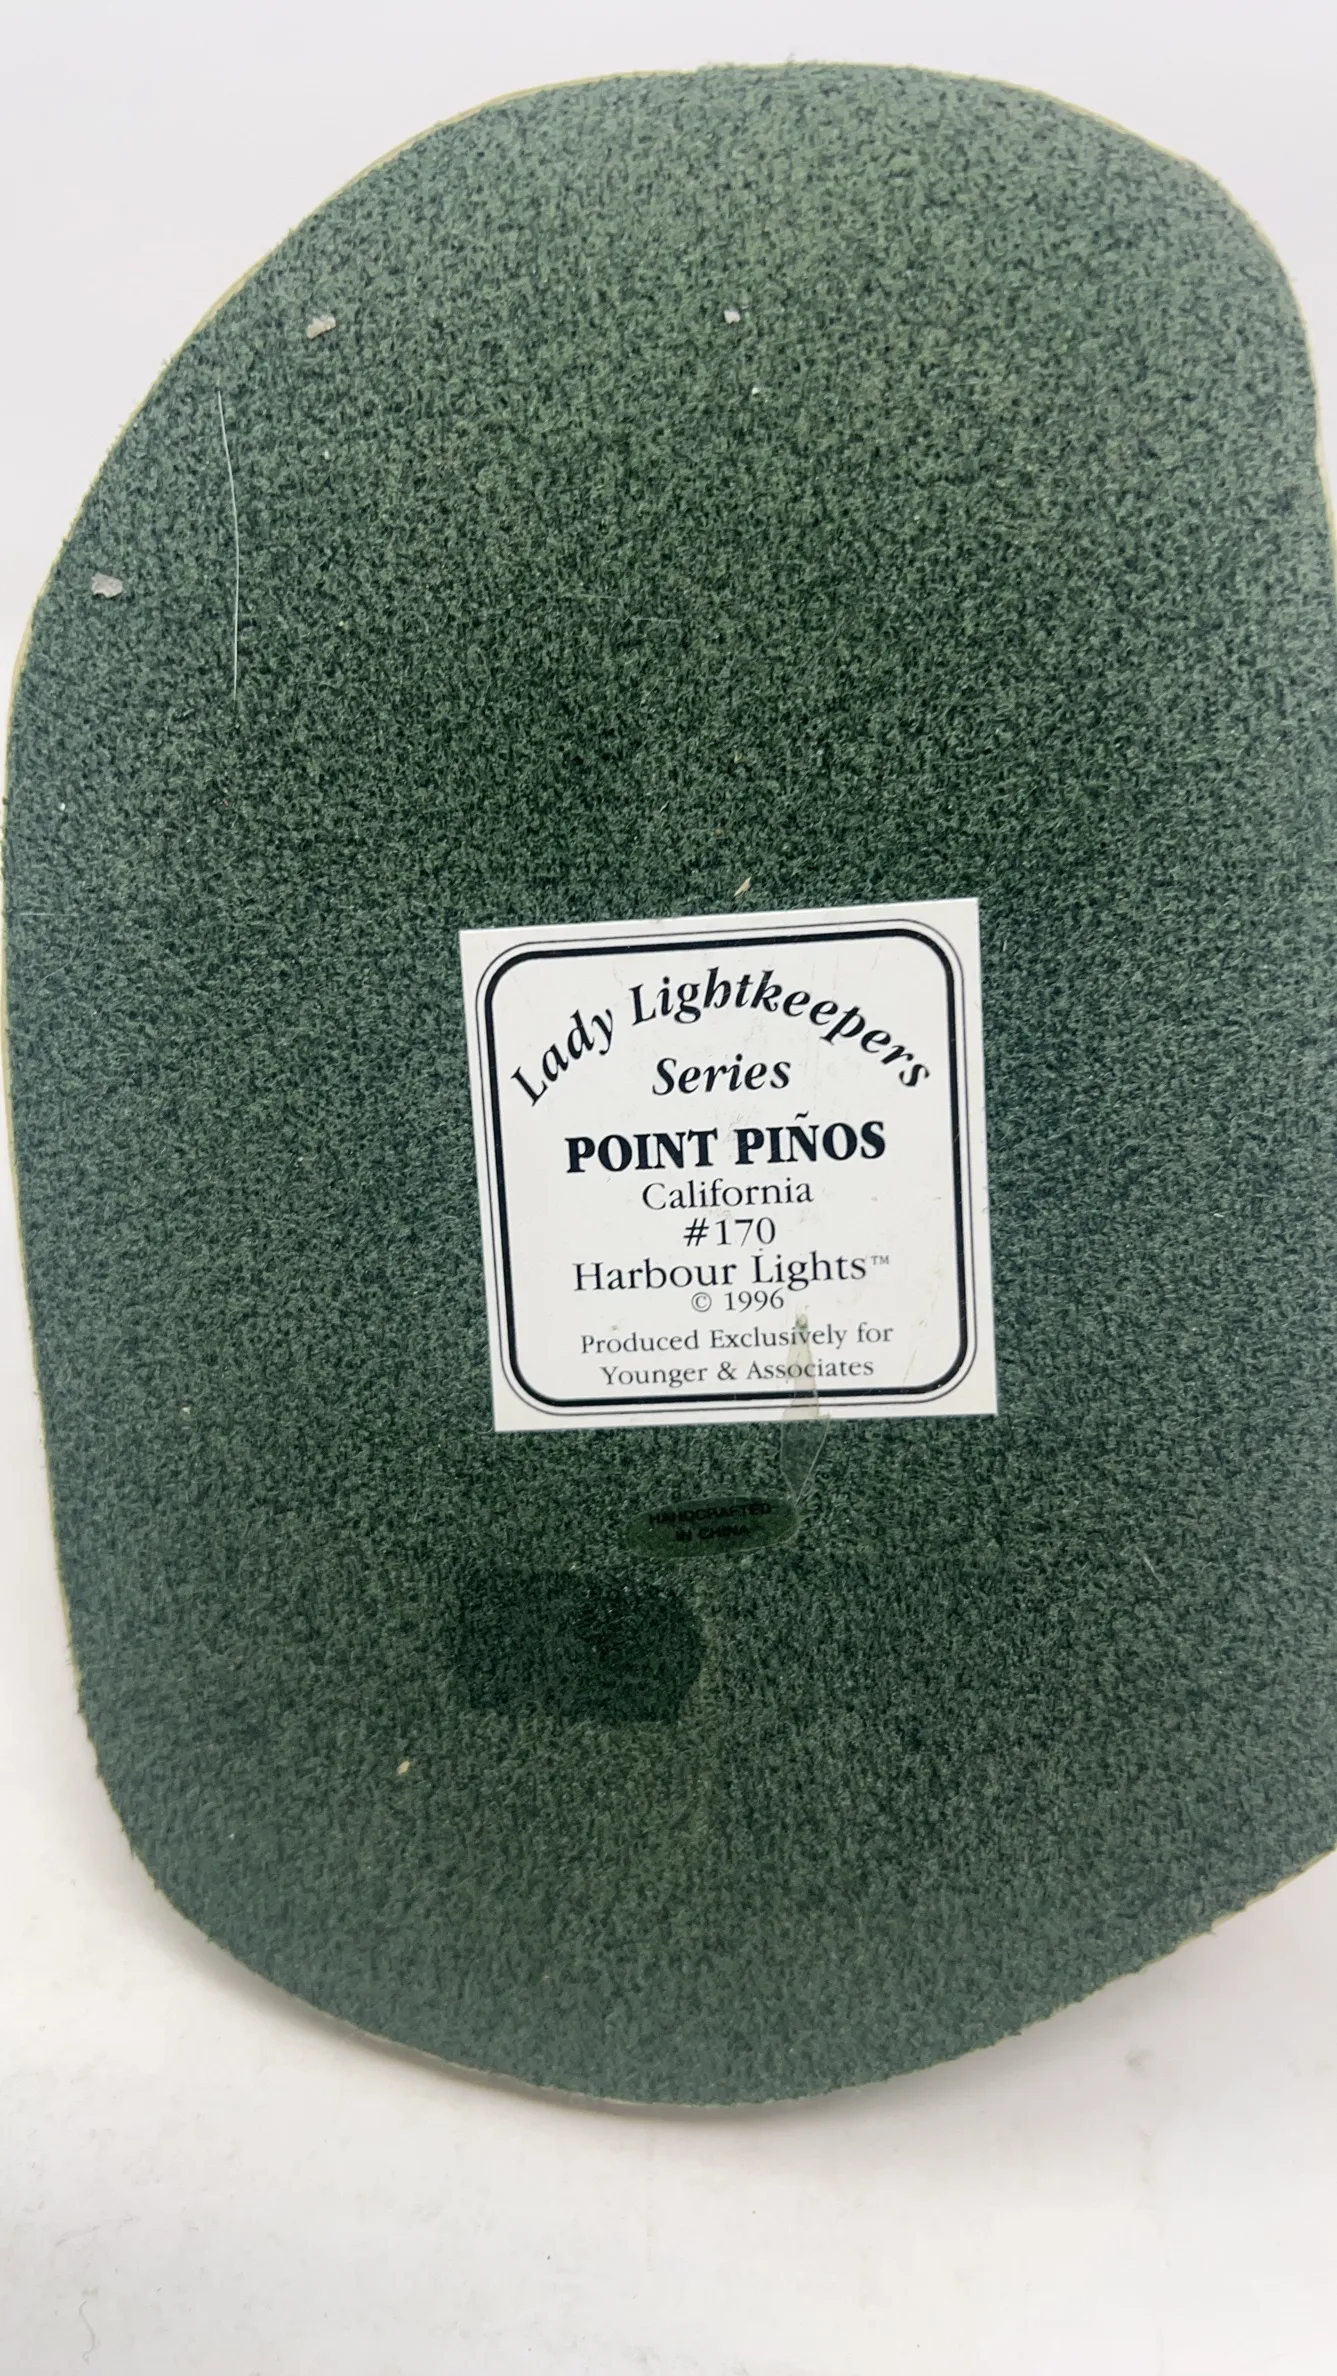 Lady Lightkeepers
Series
POINT PIÑOS
California
#170
Harbour Lights™
© 1996
Produced Exclusively for
Younger & Associates
HANDCRAFTED
IN CHINA